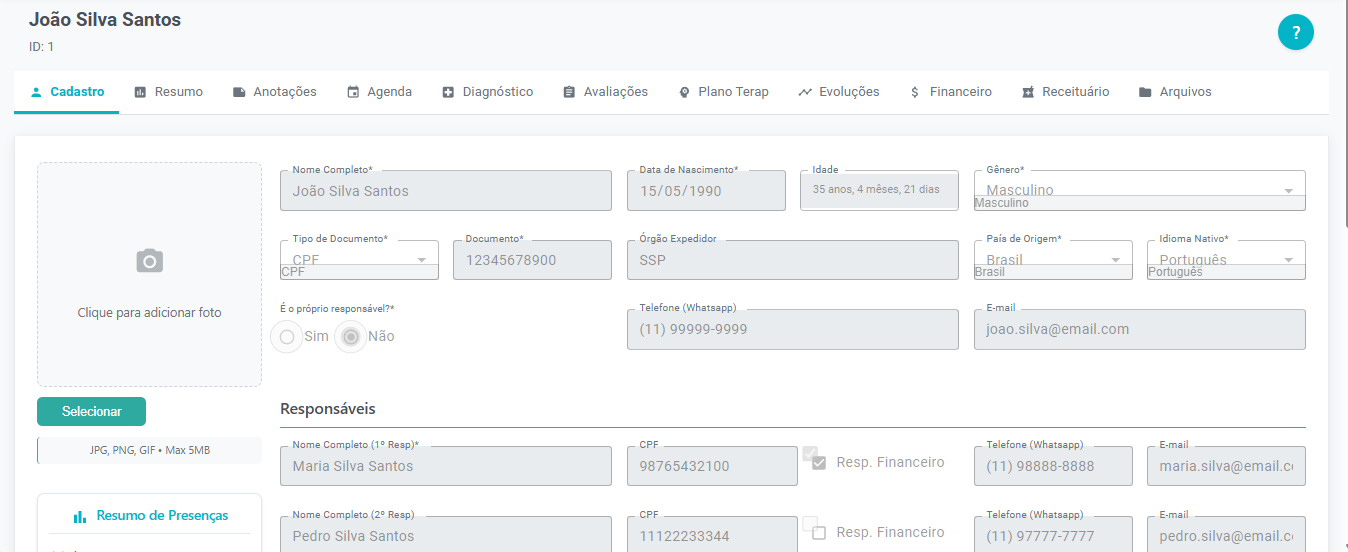 João Silva Santos
ID: 1
?
Cadastro Resumo Anotações Agenda Diagnóstico Avaliações Plano Terap Evoluções Financeiro Receituário Arquivos
Clique para adicionar foto
Selecionar
JPG, PNG, GIF • Max 5MB
Resumo de Presenças
Nome Completo* Data de Nascimento* Idade Gênero*
João Silva Santos 15/05/1990 35 anos, 4 mêses, 21 dias Masculino
Masculino
Tipo de Documento* Documento* Órgão Expedidor País de Origem* Idioma Nativo*
CPF 12345678900 SSP Brasil Português
CPF Brasil Português
É o próprio responsável?* Telefone (Whatsapp) E-mail
Sim Não (11) 99999-9999 joao.silva@email.com
Responsáveis
Nome Completo (1º Resp)* CPF Telefone (Whatsapp) E-mail
Maria Silva Santos 98765432100 Resp. Financeiro (11) 98888-8888 maria.silva@email.c
Nome Completo (2º Resp) CPF Telefone (Whatsapp) E-mail
Pedro Silva Santos 11122233344 Resp. Financeiro (11) 97777-7777 pedro.silva@email.c